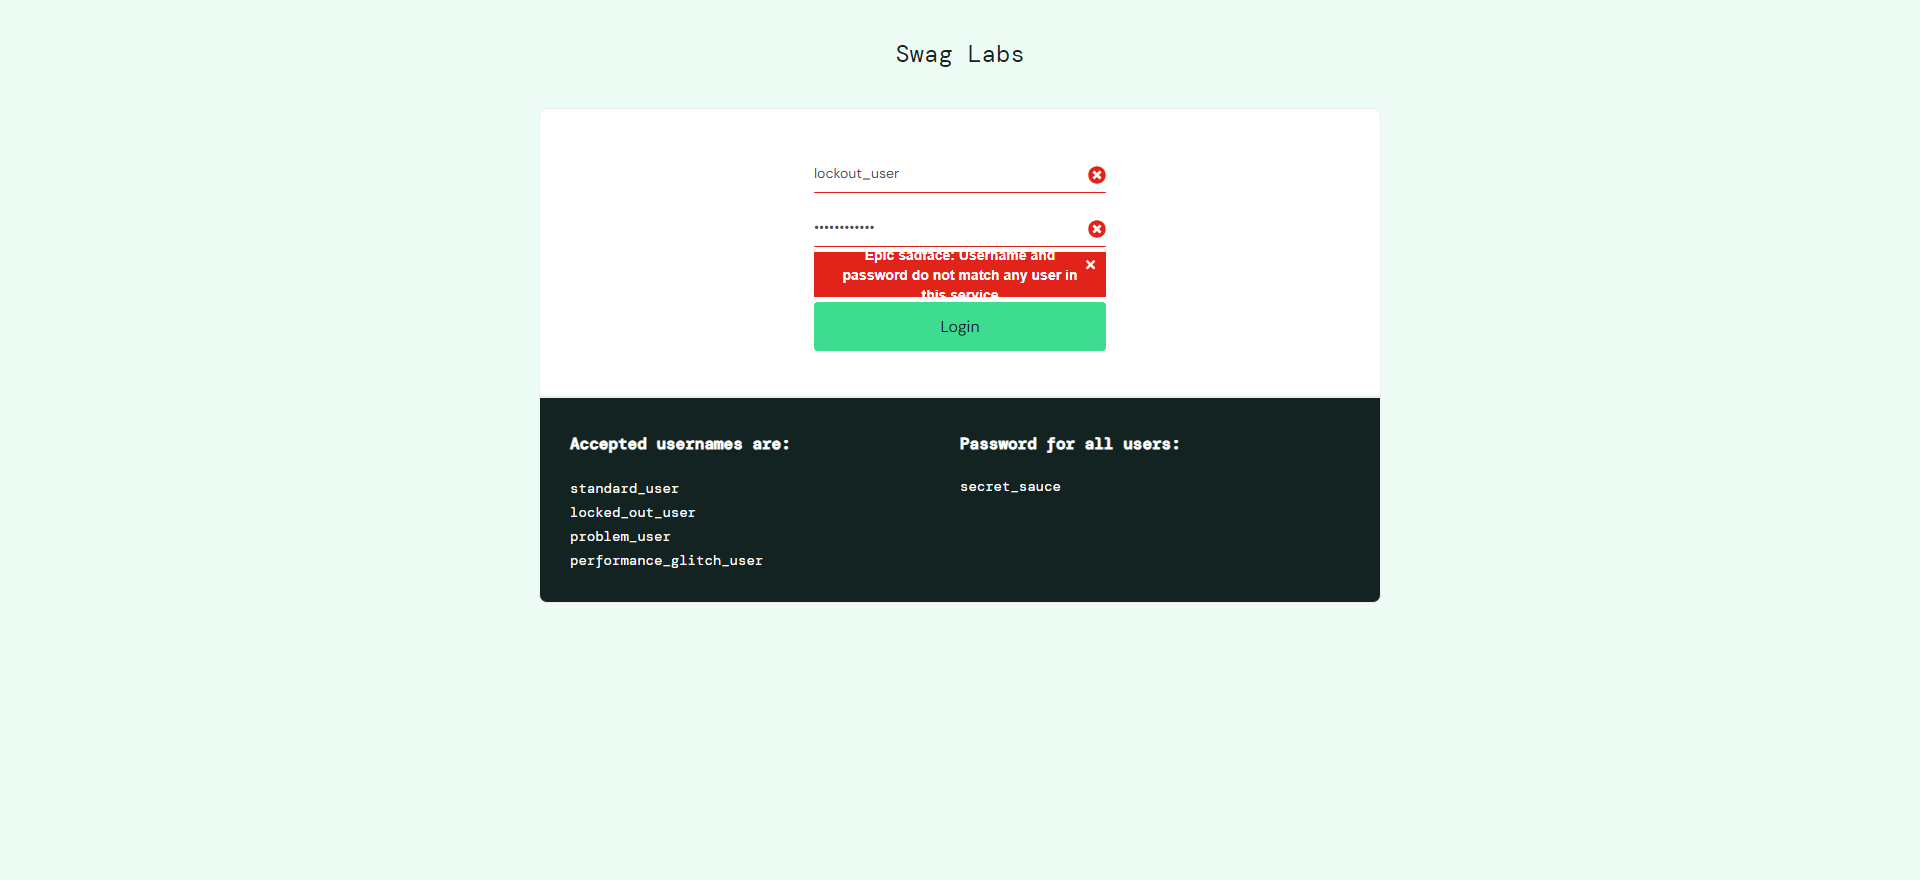 Swag Labs
lockout_user
••••••••••••
Epic sadface: Username and
password do not match any user in
this service
Login
Accepted usernames are:
standard_user
locked_out_user
problem_user
performance_glitch_user
Password for all users:
secret_sauce